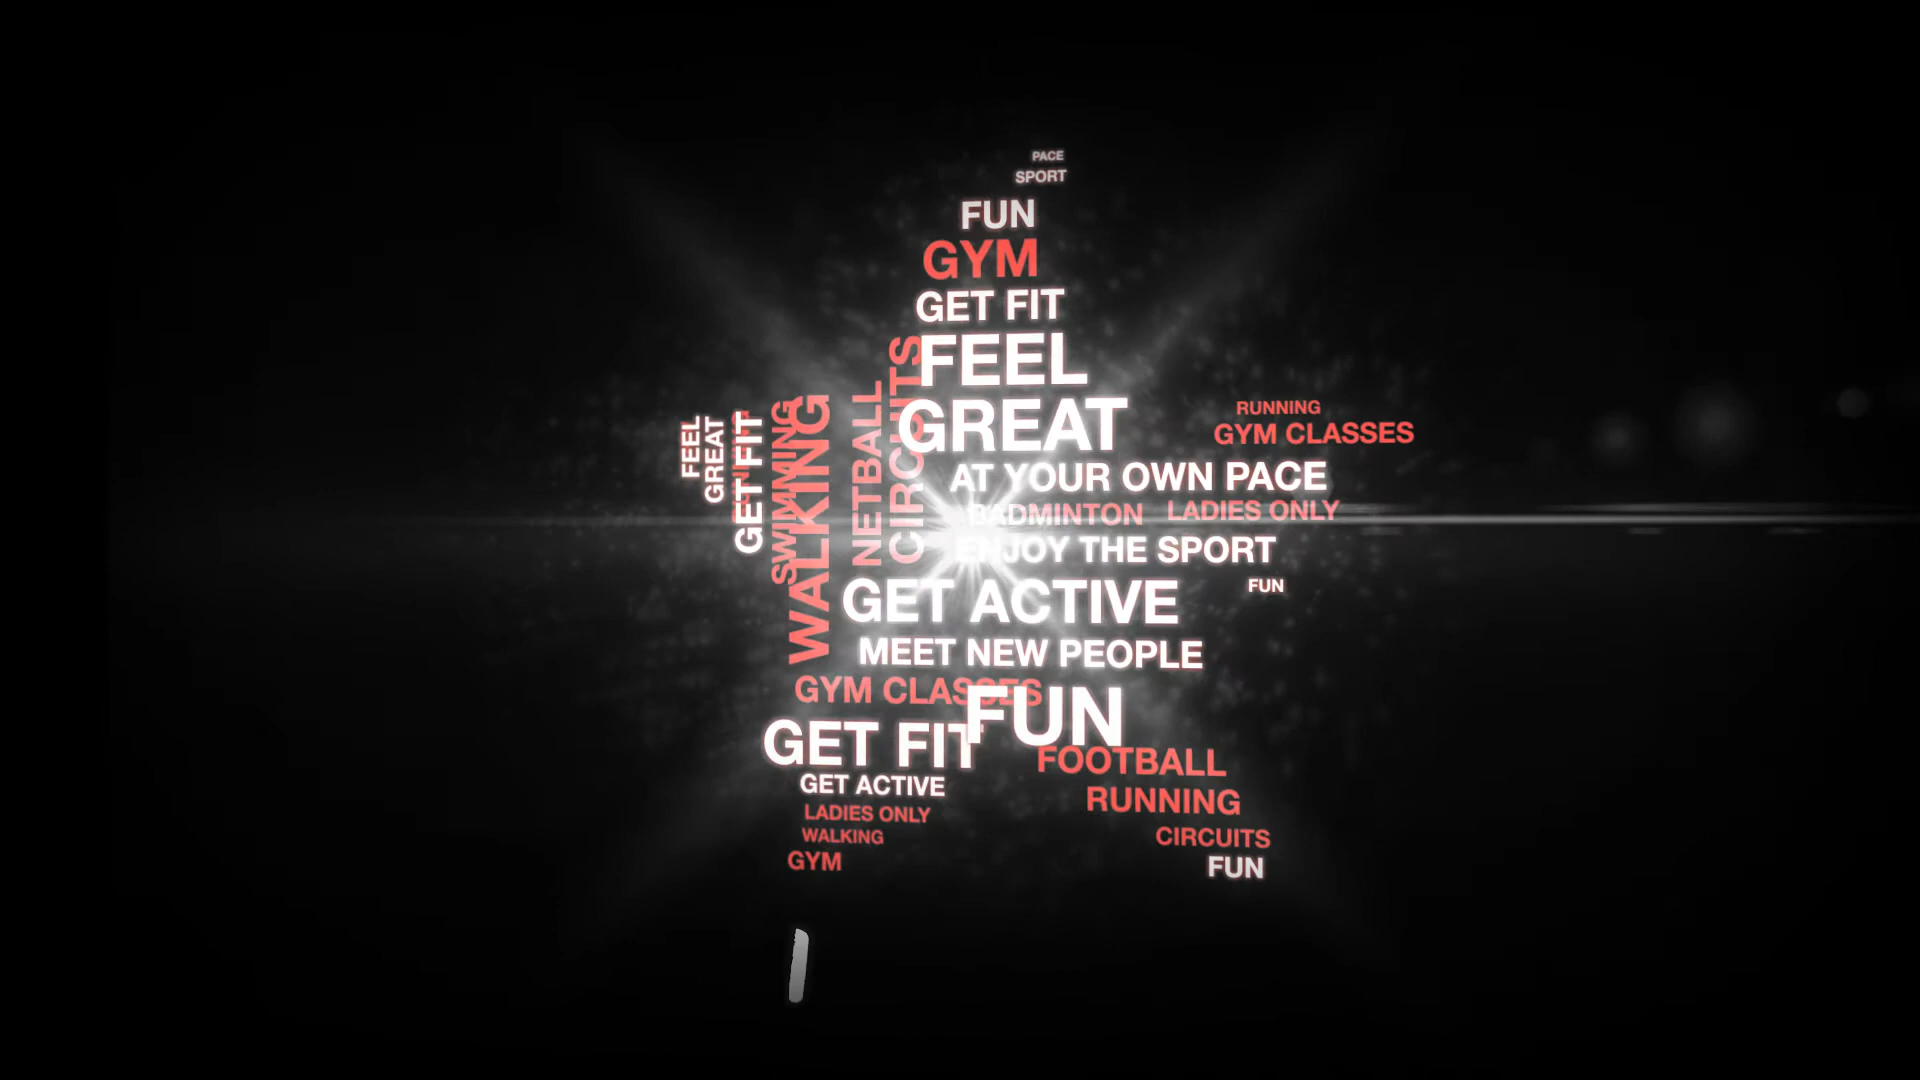 PACE
SPORT
FUN
GYM
GET FIT
FEEL
GREAT
CIRCUITS
NETBALL
WALKING
SWIMMING
GET FIT
FEEL
GREAT
RUNNING
GYM CLASSES
AT YOUR OWN PACE
BADMINTON LADIES ONLY
ENJOY THE SPORT
FUN
GET ACTIVE
MEET NEW PEOPLE
GYM CLASSES
FUN
GET FIT
FOOTBALL
GET ACTIVE
RUNNING
LADIES ONLY
WALKING
CIRCUITS
GYM
FUN